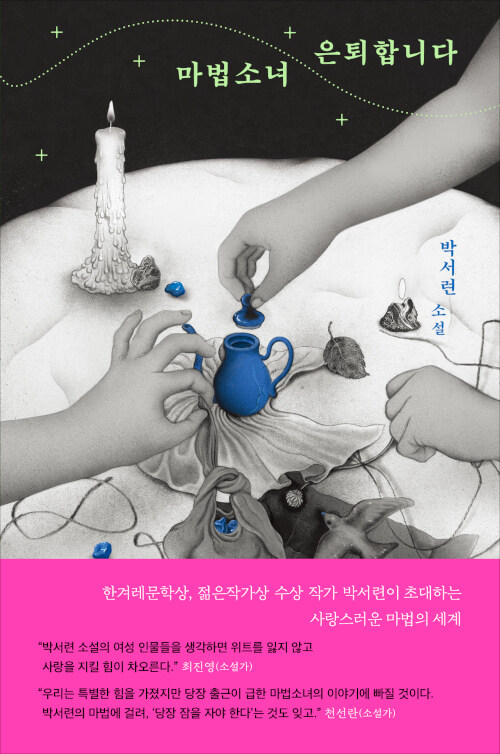 마법소녀 은퇴합니다
박서련 소설
한겨레문학상, 젊은작가상 수상 작가 박서련이 초대하는
사랑스러운 마법의 세계
“박서련 소설의 여성 인물들을 생각하면 위트를 잃지 않고
사랑을 지킬 힘이 차오른다.” 최진영(소설가)
“우리는 특별한 힘을 가졌지만 당장 출근이 급한 마법소녀의 이야기에 빠질 것이다.
박서련의 마법에 걸려, ‘당장 잠을 자야 한다’는 것도 잊고.” 천선란(소설가)